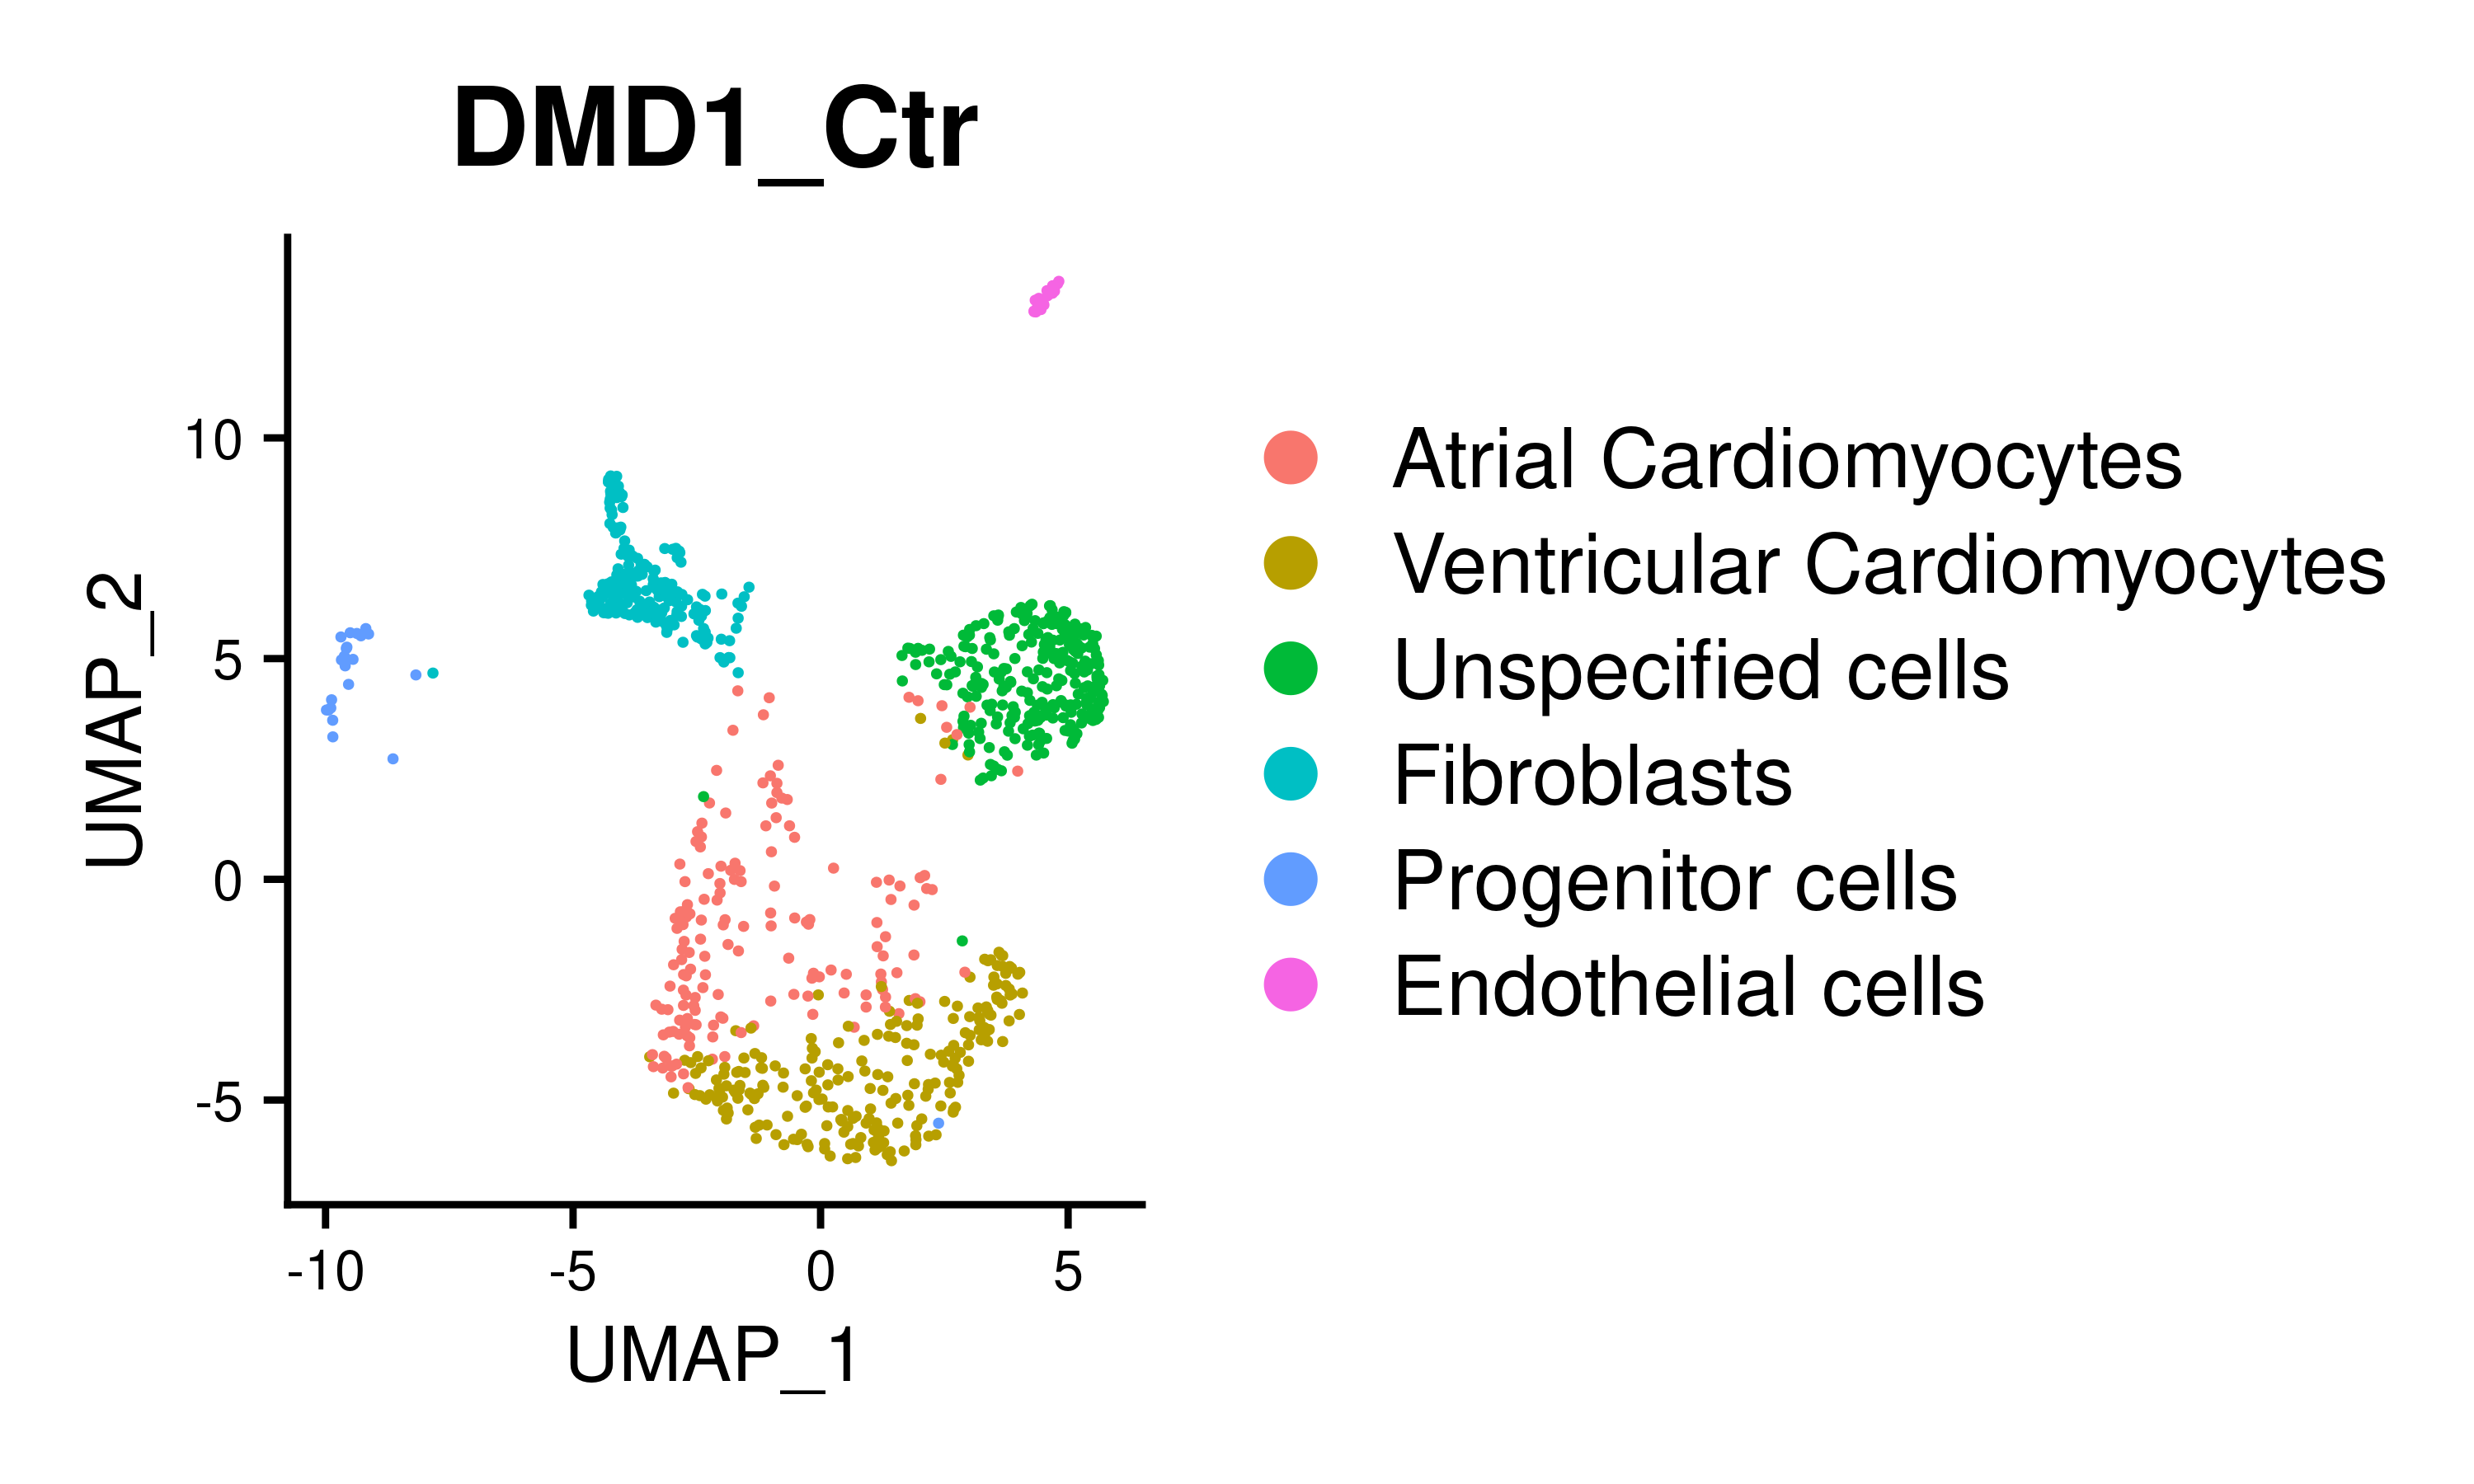 DMD1_Ctr
UMAP_2
10
5
0
-5
-10
-5
0
5
UMAP_1
Atrial Cardiomyocytes
Ventricular Cardiomyocytes
Unspecified cells
Fibroblasts
Progenitor cells
Endothelial cells